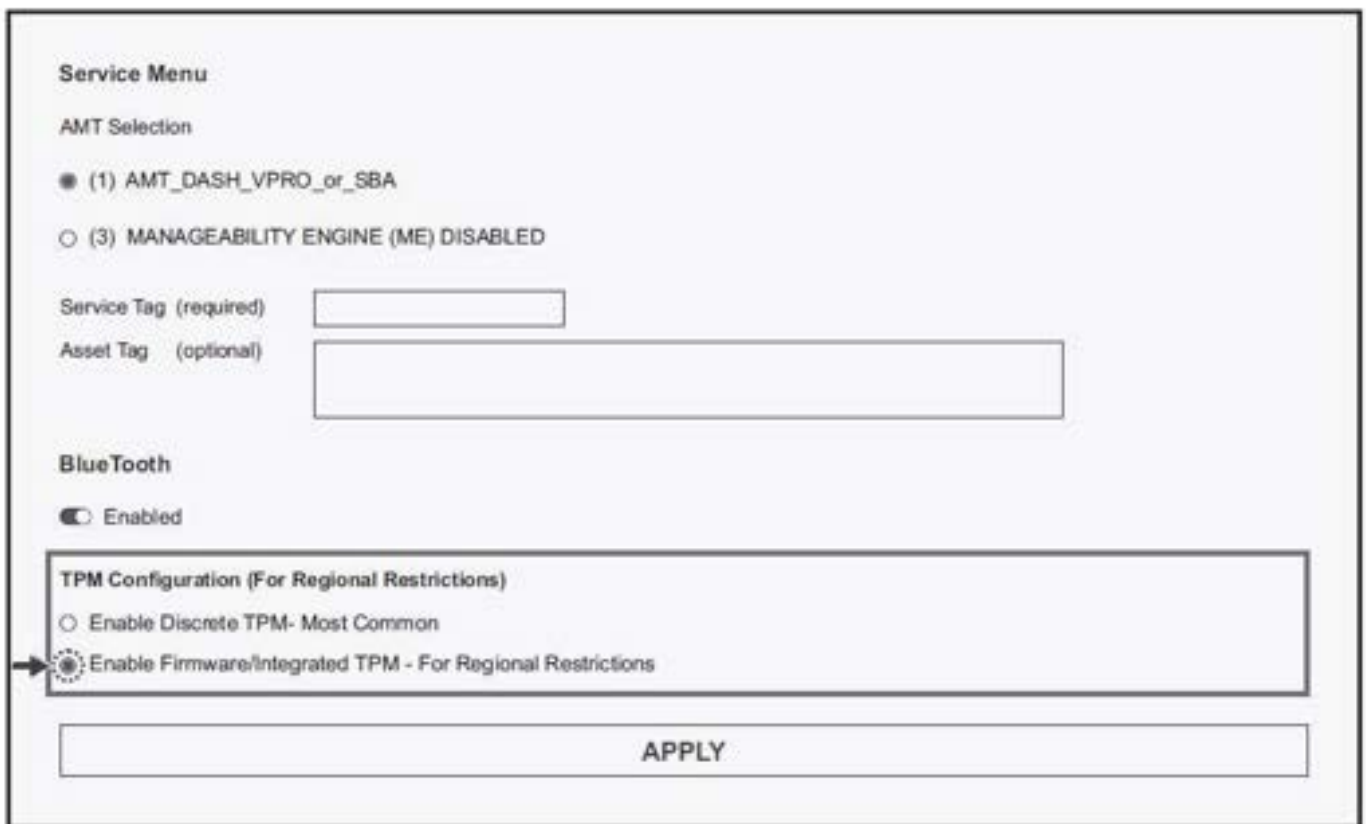 Service Menu
AMT Selection
(1) AMT_DASH_VPRO_or_SBA
(3) MANAGEABILITY ENGINE (ME) DISABLED
Service Tag (required)
Asset Tag (optional)
BlueTooth
Enabled
TPM Configuration (For Regional Restrictions)
Enable Discrete TPM- Most Common
Enable Firmware/Integrated TPM - For Regional Restrictions
APPLY